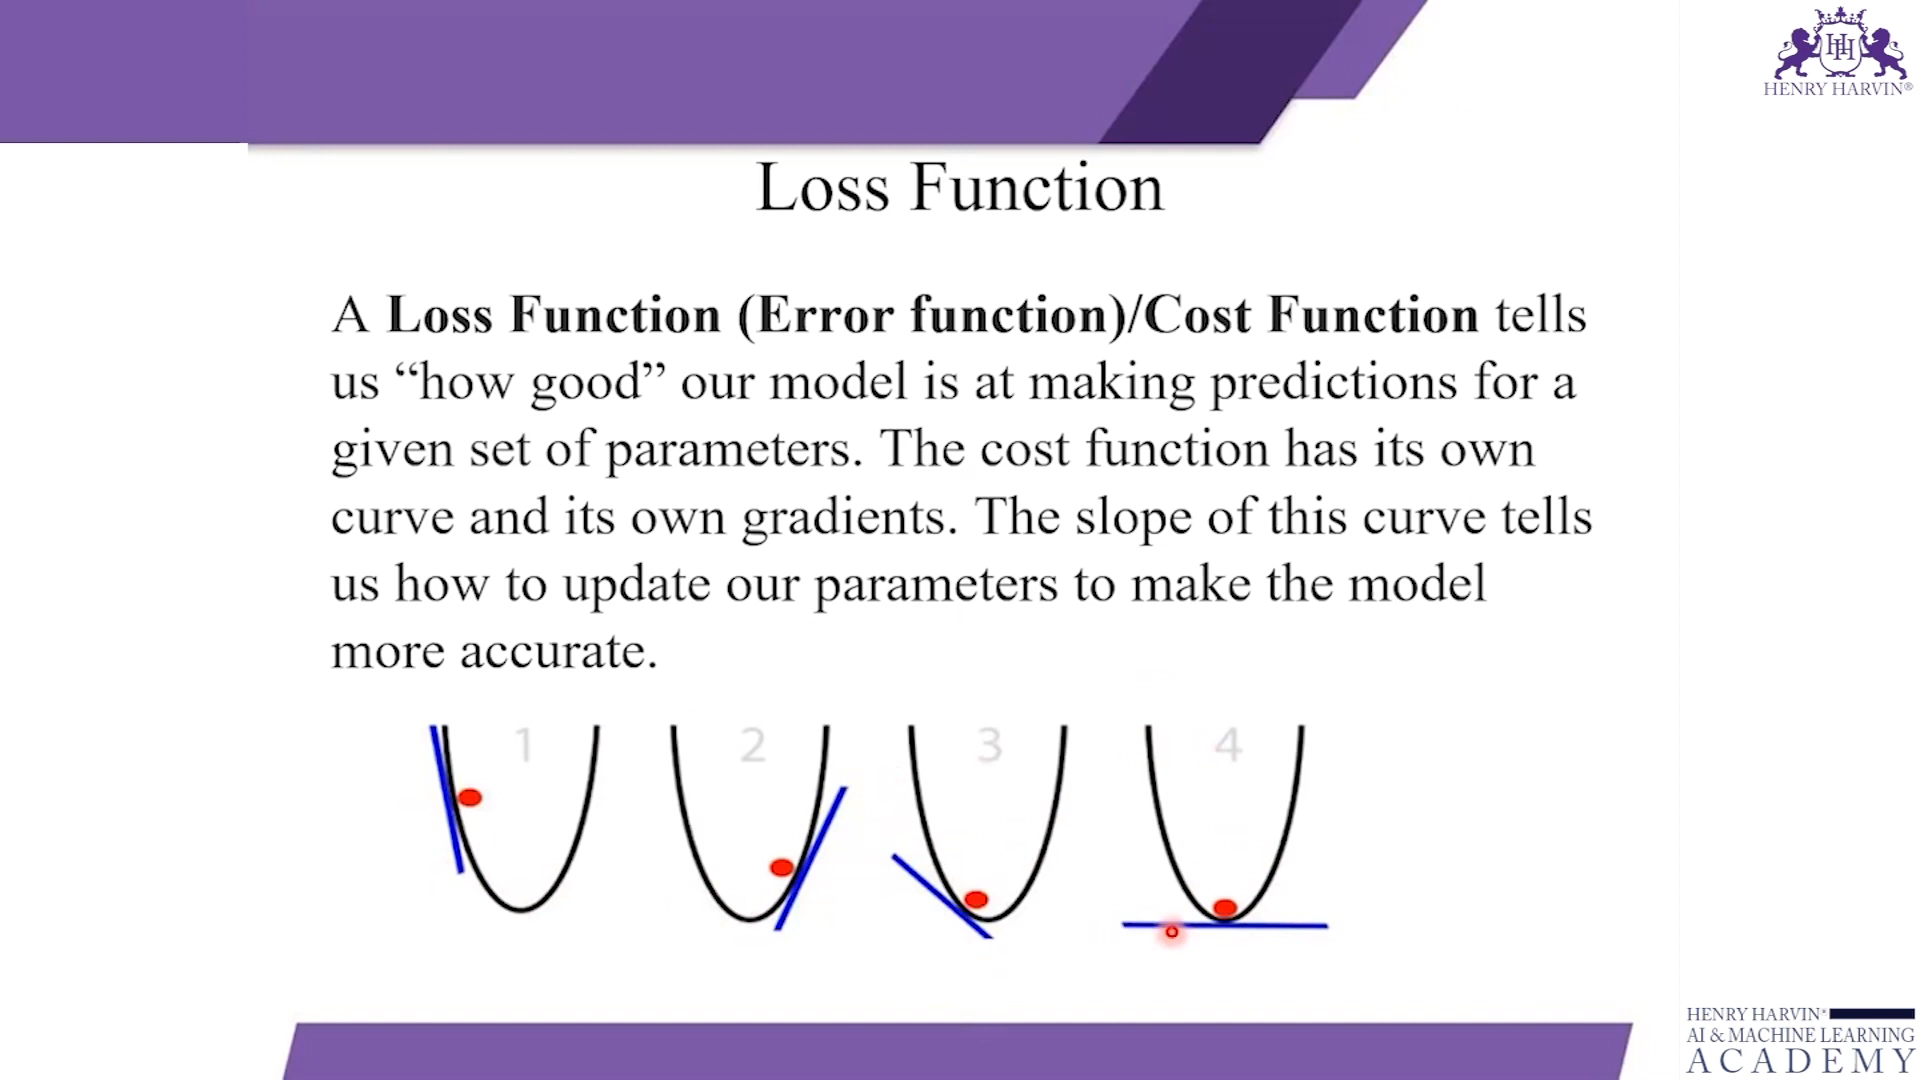 HENRY HARVIN®
Loss Function
A Loss Function (Error function)/Cost Function tells
us “how good” our model is at making predictions for a
given set of parameters. The cost function has its own
curve and its own gradients. The slope of this curve tells
us how to update our parameters to make the model
more accurate.
1 2 3 4
HENRY HARVIN®
AI & MACHINE LEARNING
ACADEMY